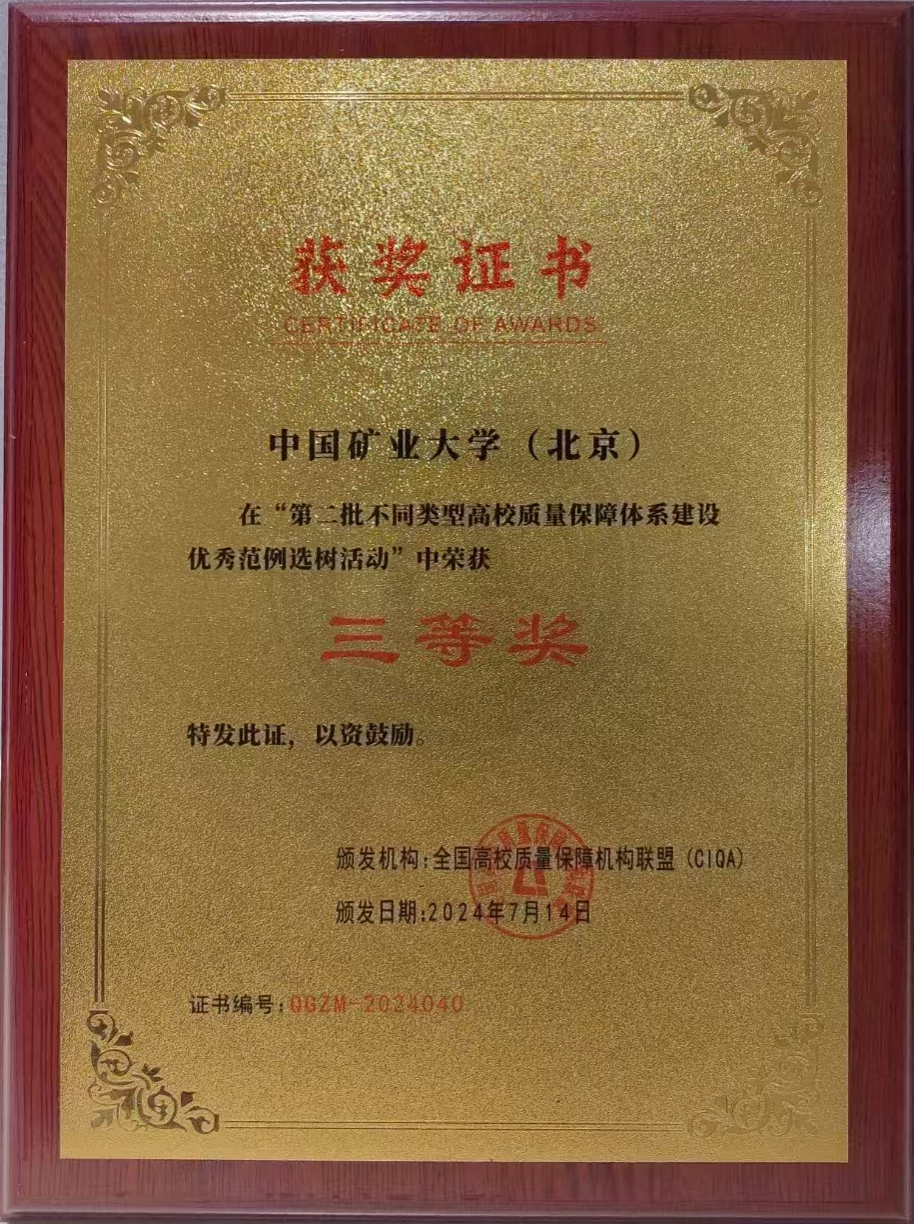 获奖证书
CERTIFICATE OF AWARDS
中国矿业大学（北京）
在“第二批不同类型高校质量保障体系建设
优秀范例选树活动”中荣获
三等奖
特发此证，以资鼓励。
颁发机构:全国高校质量保障机构联盟（CIQA）
颁发日期:2024年7月14日
证书编号:QGZM-2024040